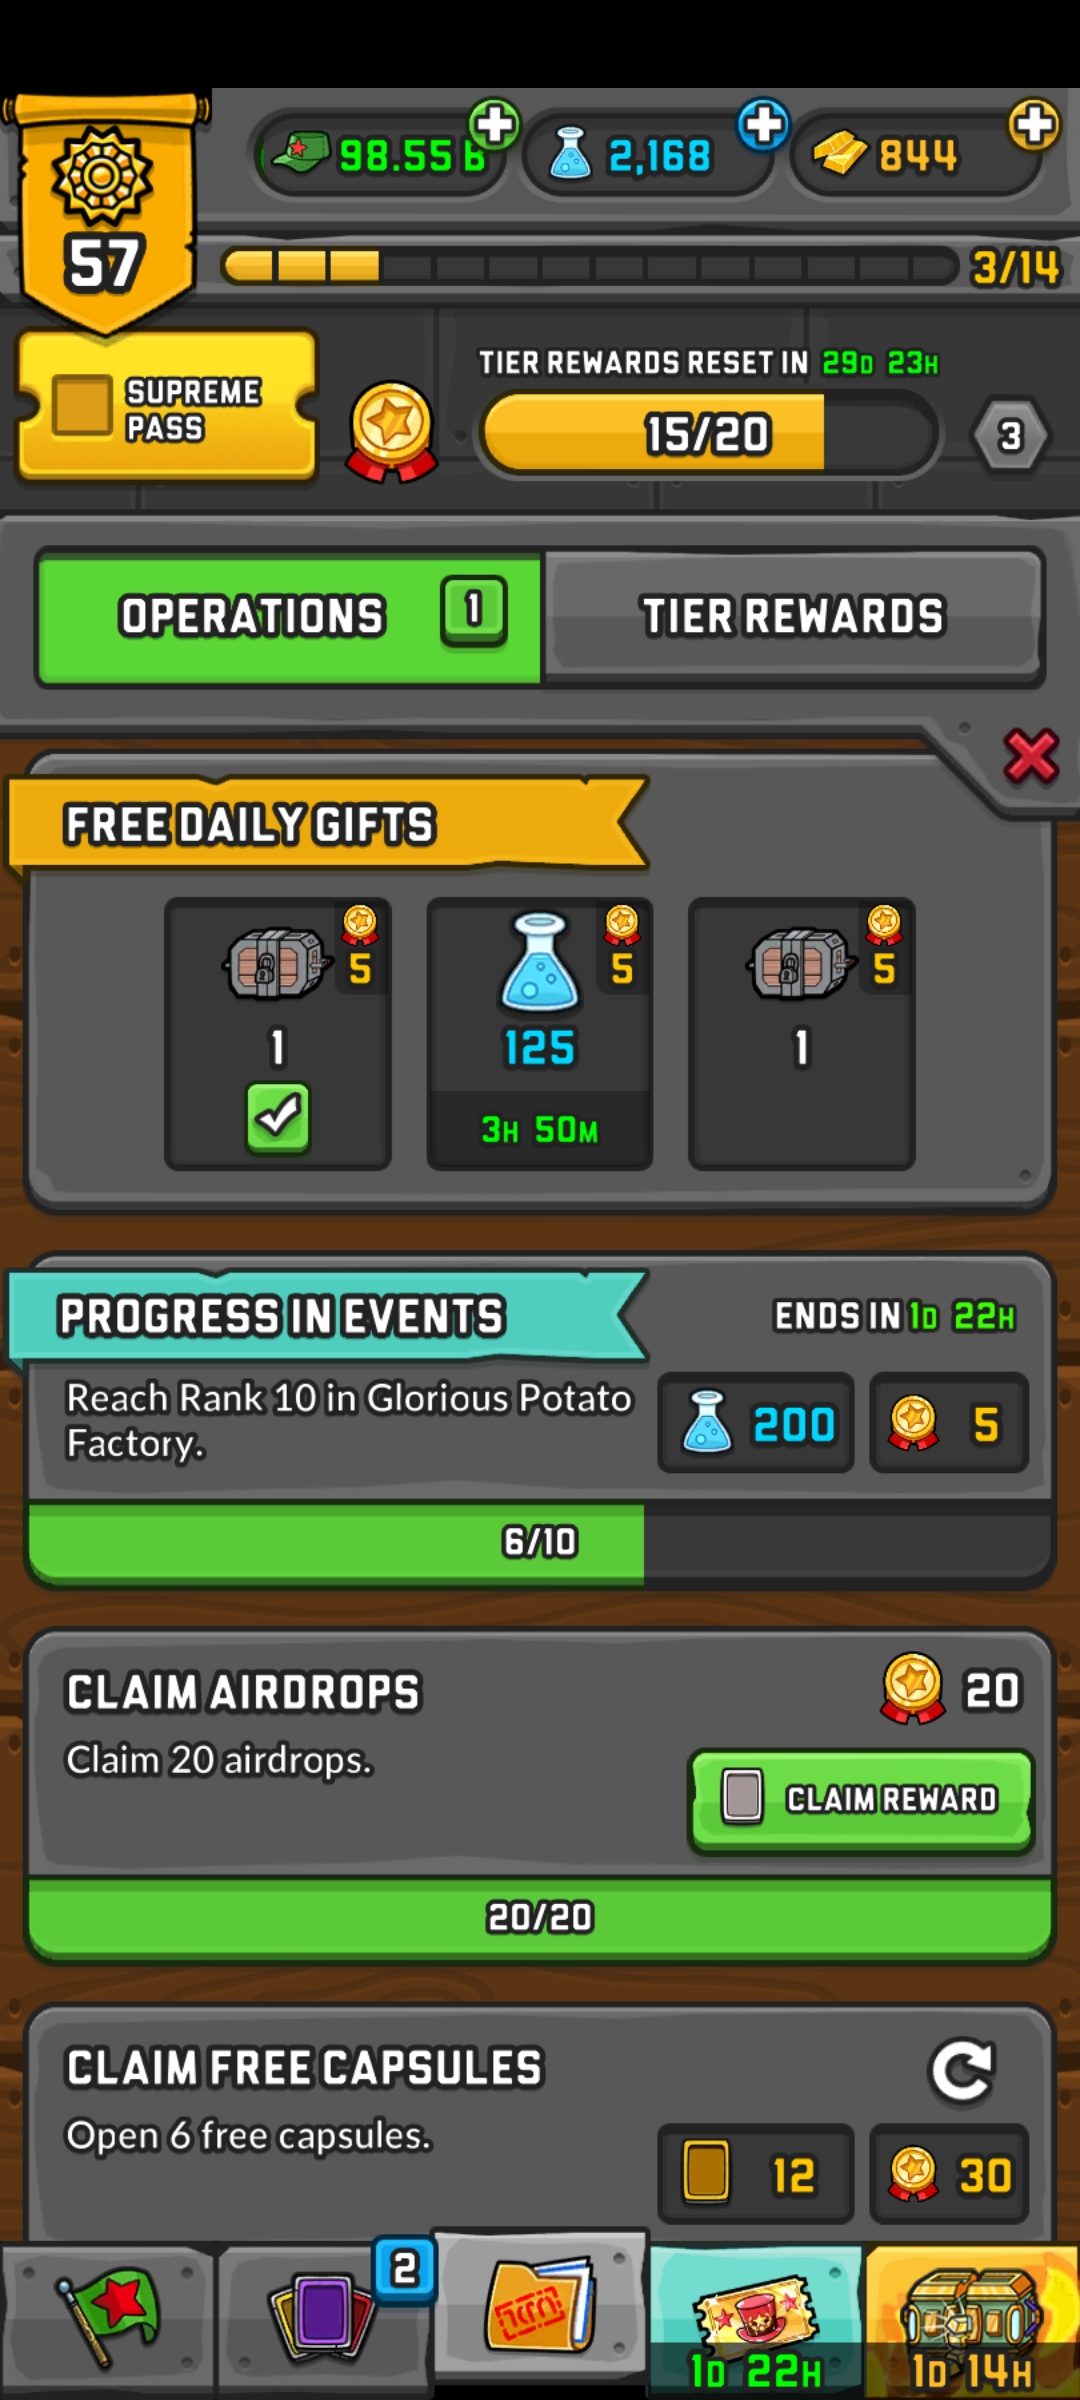 98.55 B
2,168
844
57
3/14
SUPREME
PASS
TIER REWARDS RESET IN 29D 23H
15/20
3
OPERATIONS 1
TIER REWARDS
FREE DAILY GIFTS
5
5
5
1
125
1
3H 50M
PROGRESS IN EVENTS
ENDS IN 1D 22H
Reach Rank 10 in Glorious Potato
Factory.
200
5
6/10
CLAIM AIRDROPS
20
Claim 20 airdrops.
CLAIM REWARD
20/20
CLAIM FREE CAPSULES
Open 6 free capsules.
12
30
2
1D 22H
1D 14H